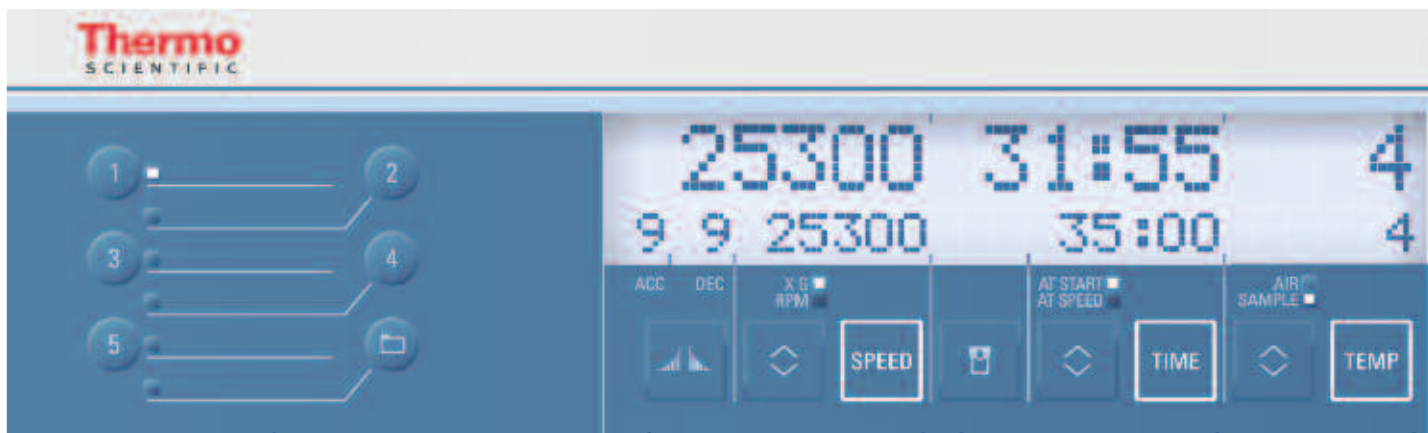 Thermo
SCIENTIFIC
1
2
3
4
5
25300 31:55 4
9 9 25300 35:00 4
ACC DEC X G AT START AIR
RPM AT SPEED SAMPLE
SPEED TIME TEMP